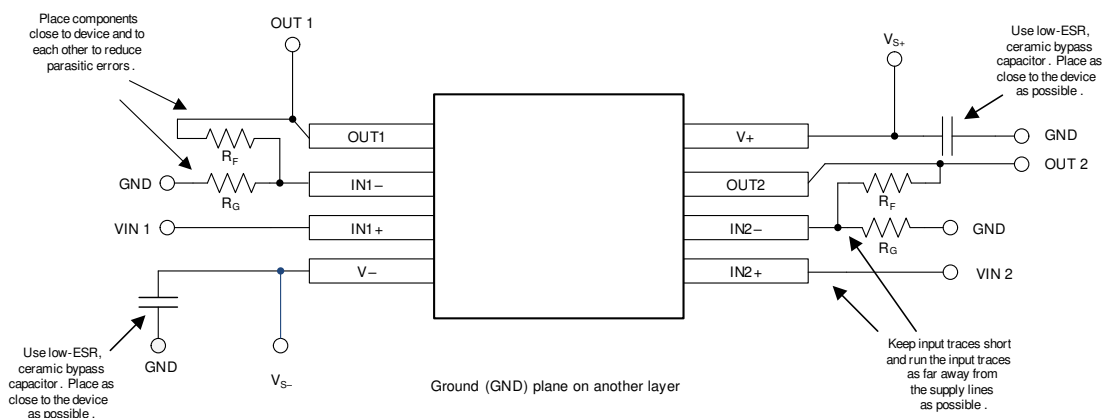 Place components
close to device and to
each other to reduce
parasitic errors .
OUT 1
VS+
Use low-ESR,
ceramic bypass
capacitor . Place as
close to the device
as possible .
OUT1
V+
GND
RF
OUT 2
GND
IN1−
OUT2
RF
RG
VIN 1
IN1+
IN2−
GND
RG
V−
IN2+
VIN 2
Use low-ESR,
ceramic bypass
capacitor . Place as
close to the device
as possible .
GND
VS−
Ground (GND) plane on another layer
Keep input traces short
and run the input traces
as far away from
the supply lines
as possible .